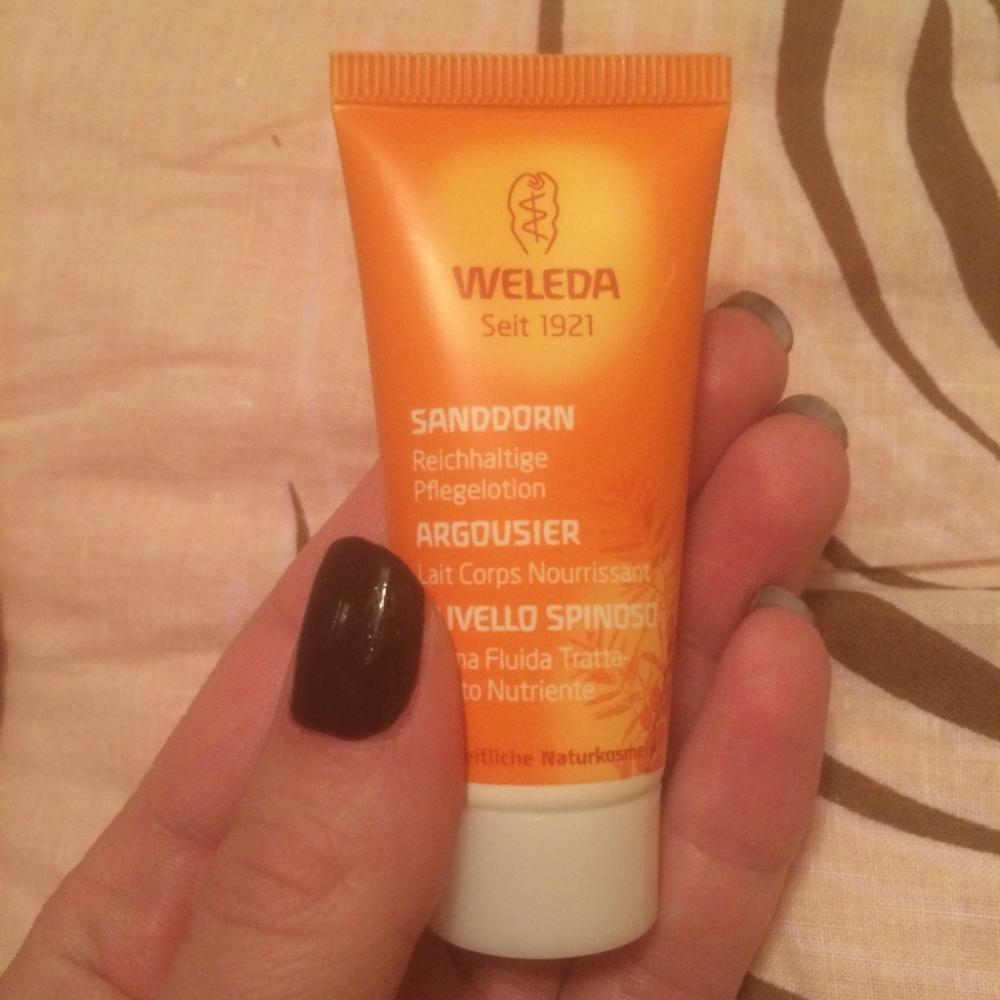 WELEDA
Seit 1921
SANDDORN
Reichhaltige
Pflegelotion
ARGOUSIER
Lait Corps Nourrissant
SPINOSO
Fluida Tratta-
Nutriente